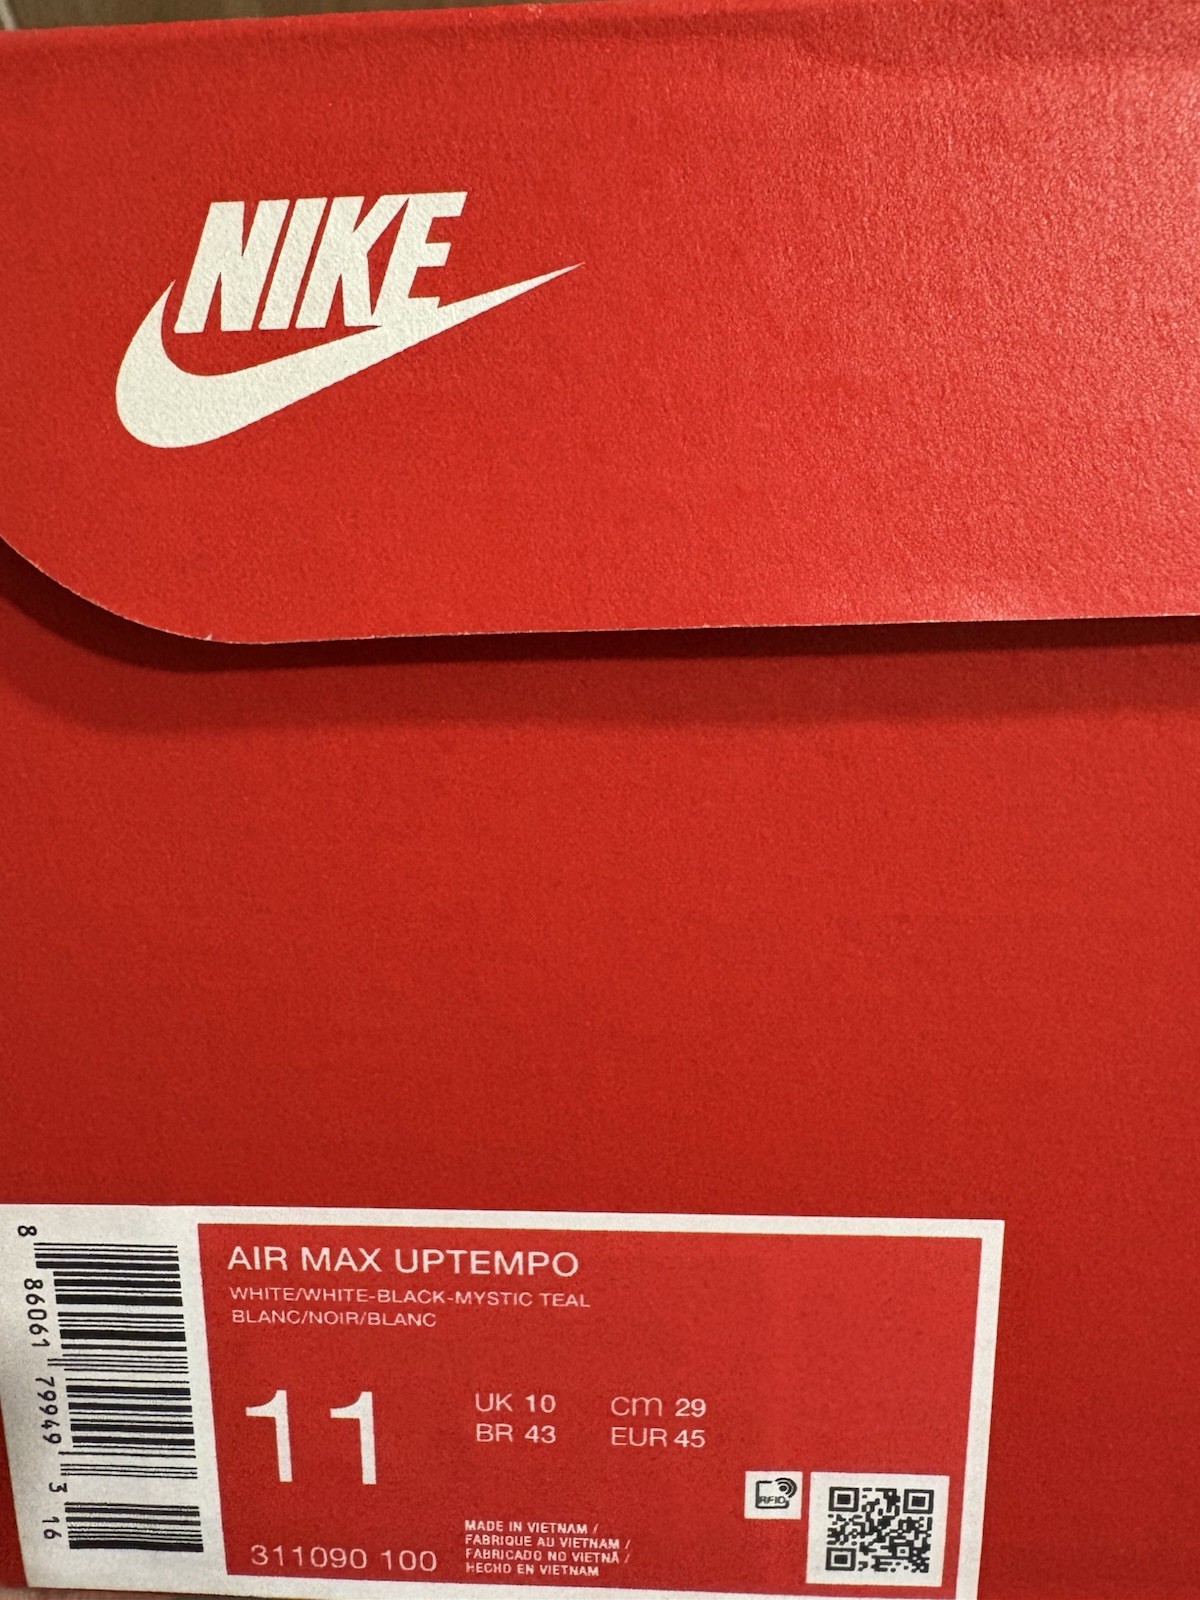 NIKE
AIR MAX UPTEMPO
WHITE/WHITE-BLACK-MYSTIC TEAL
BLANC/NOIR/BLANC
11
UK 10
cm 29
BR 43
EUR 45
RFID
311090 100
MADE IN VIETNAM /
FABRIQUE AU VIETNAM /
FABRICADO NO VIETNÃ /
HECHO EN VIETNAM
8 86061 79949 3 16